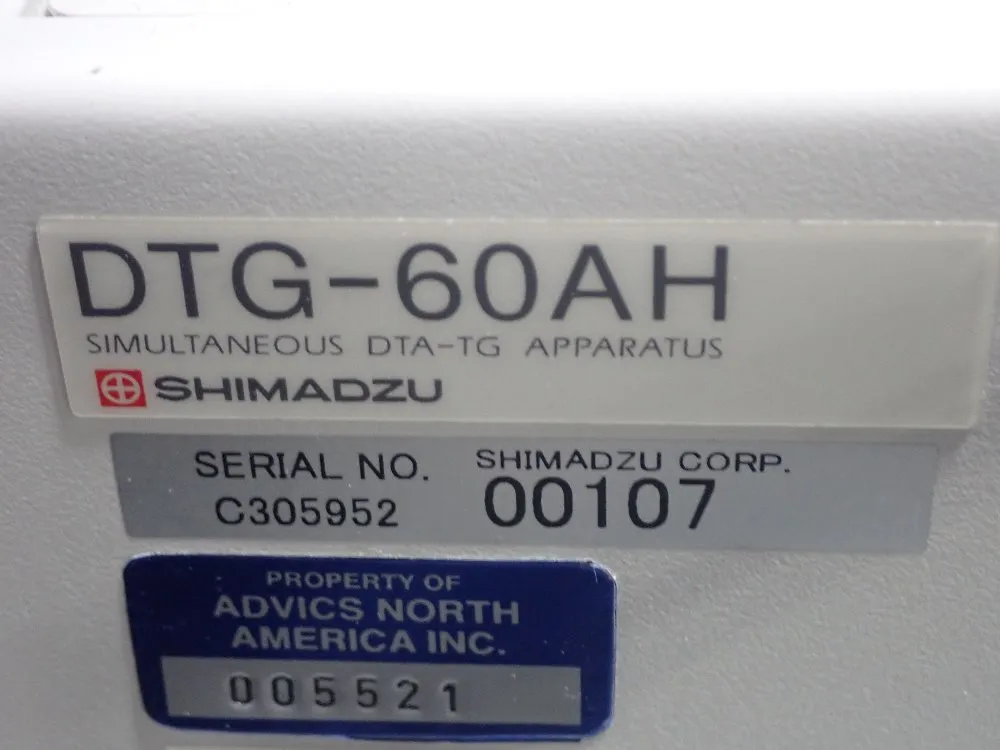 DTG-60AH
SIMULTANEOUS DTA-TG APPARATUS
SHIMADZU
SERIAL NO. SHIMADZU CORP.
C305952 00107
PROPERTY OF
ADVICS NORTH
AMERICA INC.
005521